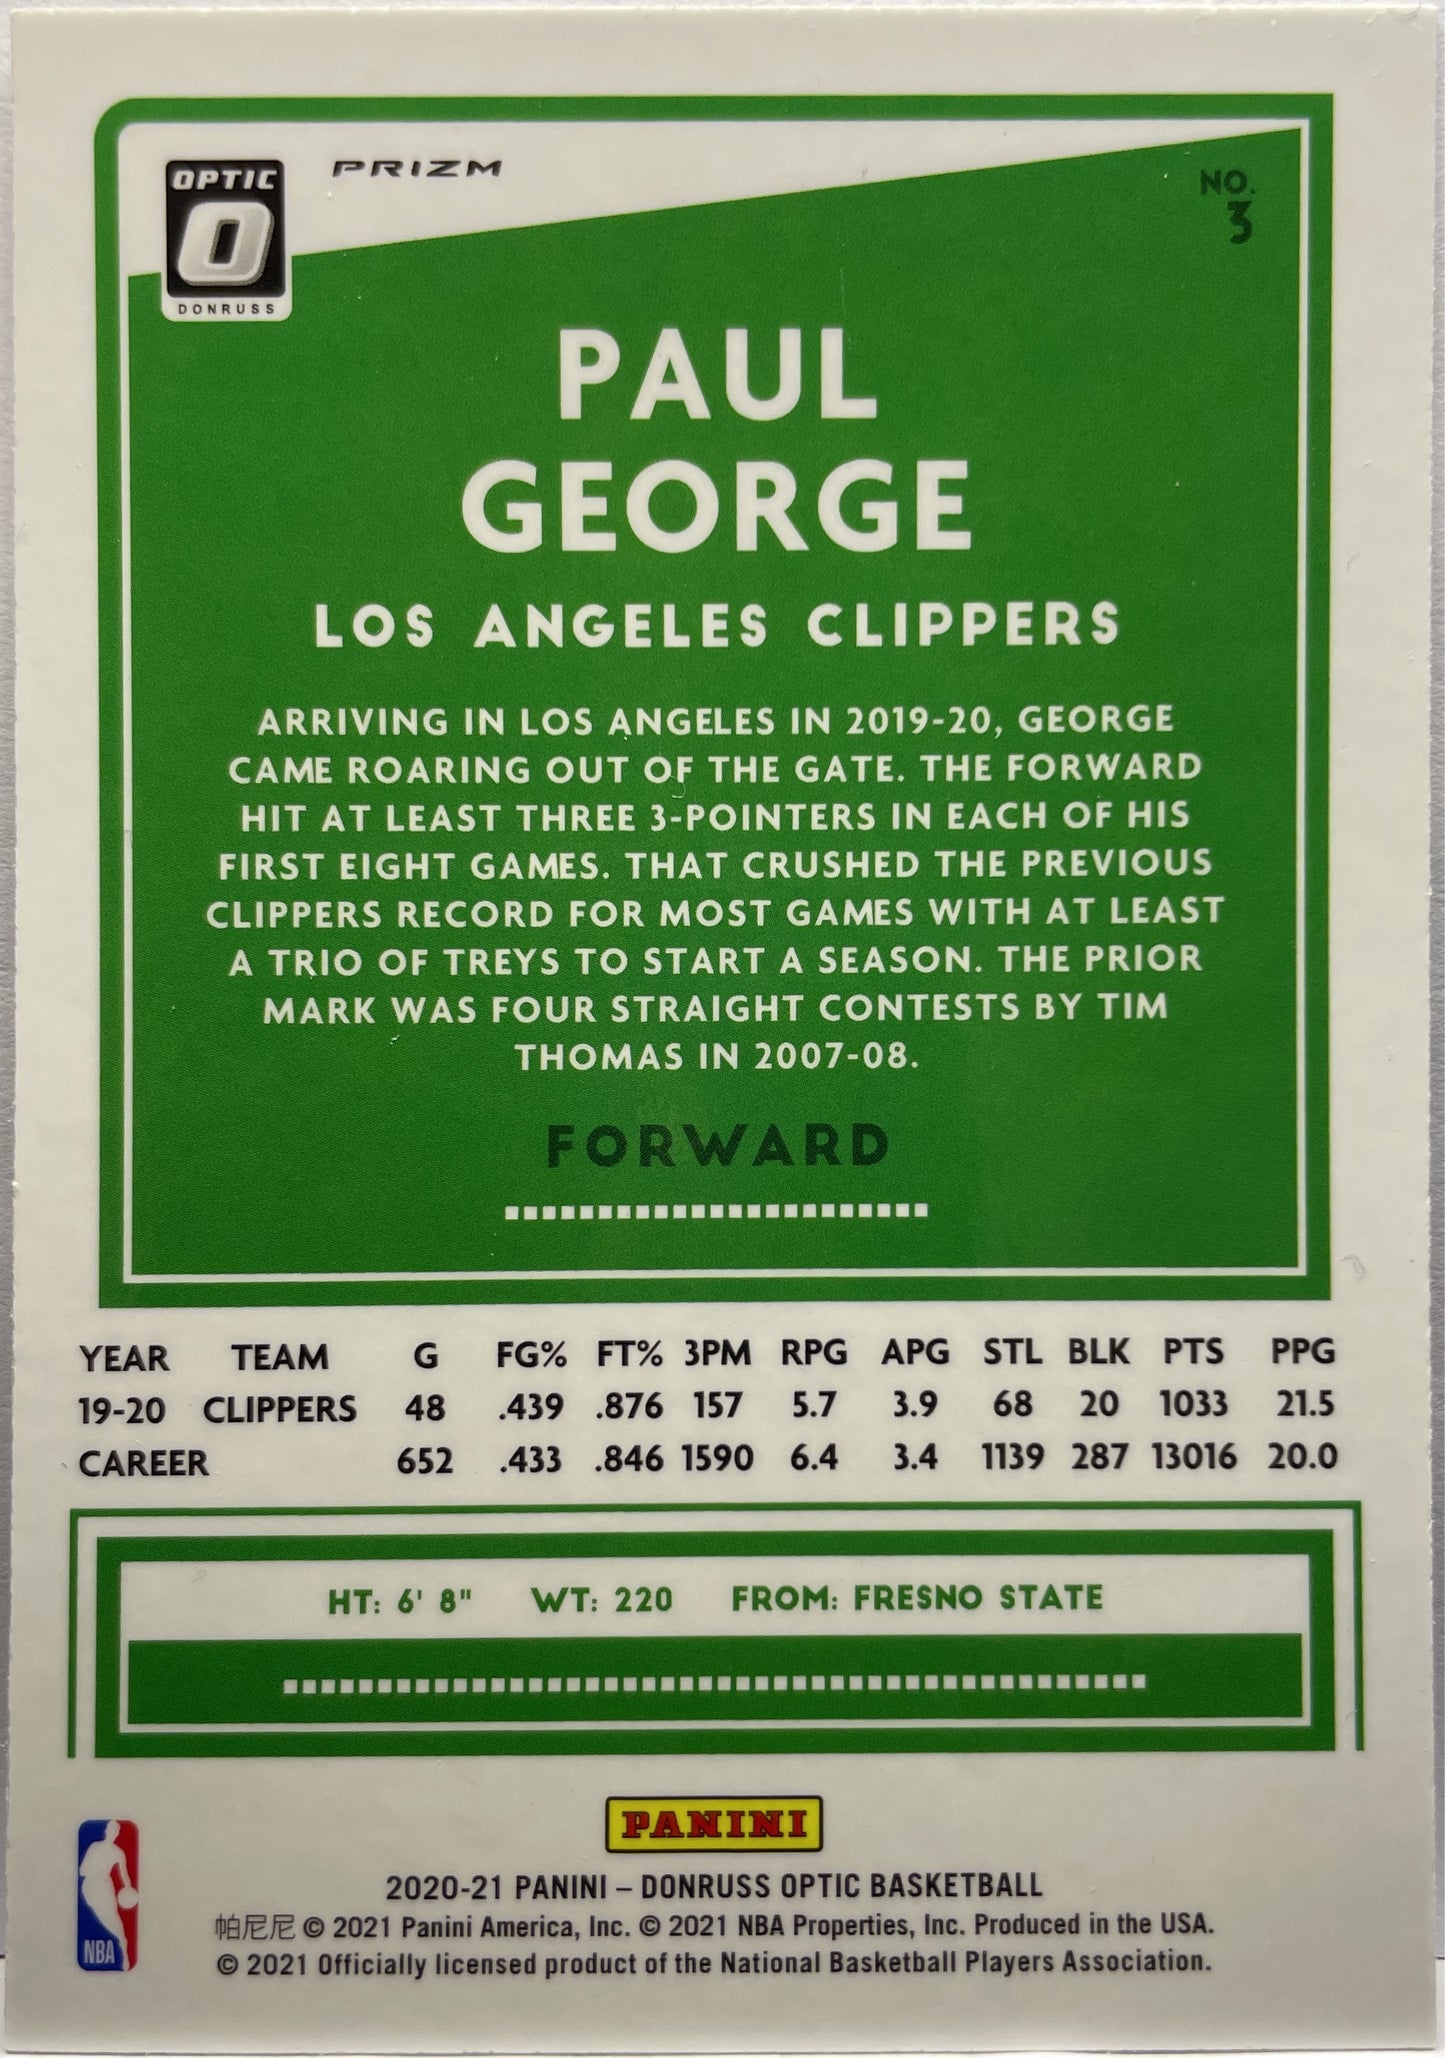 OPTIC
PRIZM
NO.
3
DONRUSS
PAUL
GEORGE
LOS ANGELES CLIPPERS
ARRIVING IN LOS ANGELES IN 2019-20, GEORGE
CAME ROARING OUT OF THE GATE. THE FORWARD
HIT AT LEAST THREE 3-POINTERS IN EACH OF HIS
FIRST EIGHT GAMES. THAT CRUSHED THE PREVIOUS
CLIPPERS RECORD FOR MOST GAMES WITH AT LEAST
A TRIO OF TREYS TO START A SEASON. THE PRIOR
MARK WAS FOUR STRAIGHT CONTESTS BY TIM
THOMAS IN 2007-08.
FORWARD
YEAR TEAM G FG% FT% 3PM RPG APG STL BLK PTS PPG
19-20 CLIPPERS 48 .439 .876 157 5.7 3.9 68 20 1033 21.5
CAREER 652 .433 .846 1590 6.4 3.4 1139 287 13016 20.0
HT: 6' 8" WT: 220 FROM: FRESNO STATE
PANINI
NBA
2020-21 PANINI – DONRUSS OPTIC BASKETBALL
帕尼尼 © 2021 Panini America, Inc. © 2021 NBA Properties, Inc. Produced in the USA.
© 2021 Officially licensed product of the National Basketball Players Association.